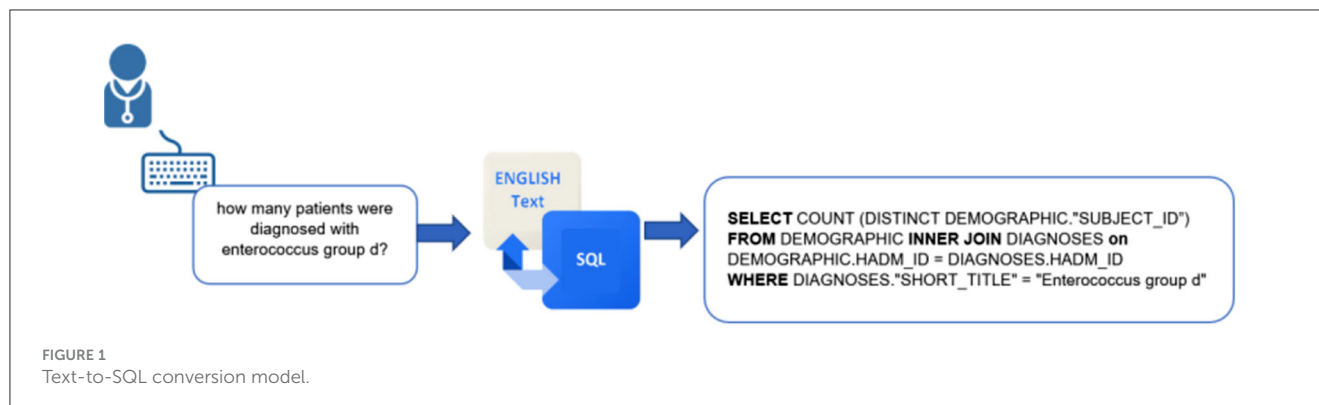 how many patients were
diagnosed with
enterococcus group d?
ENGLISH
Text
SQL
SELECT COUNT (DISTINCT DEMOGRAPHIC."SUBJECT_ID")
FROM DEMOGRAPHIC INNER JOIN DIAGNOSES on
DEMOGRAPHIC.HADM_ID = DIAGNOSES.HADM_ID
WHERE DIAGNOSES."SHORT_TITLE" = "Enterococcus group d"
FIGURE 1
Text-to-SQL conversion model.